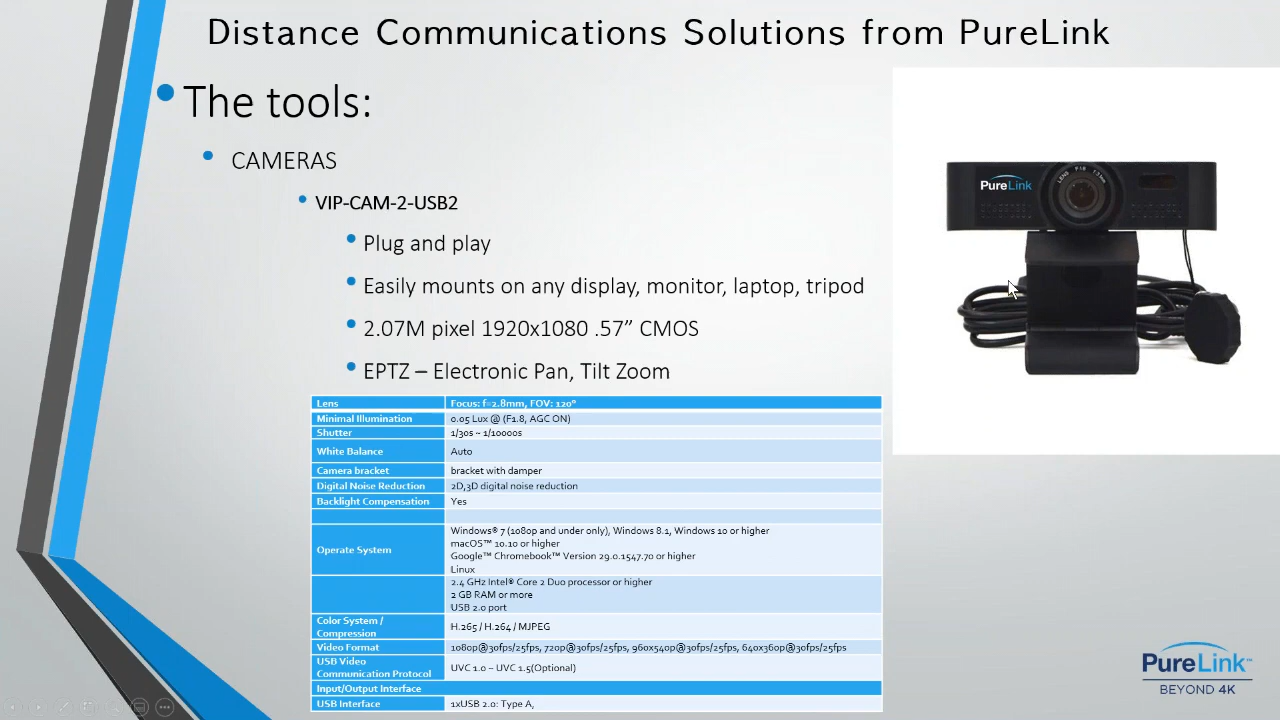 Distance Communications Solutions from PureLink
The tools:
CAMERAS
VIP-CAM-2-USB2
Plug and play
Easily mounts on any display, monitor, laptop, tripod
2.07M pixel 1920x1080 .57” CMOS
EPTZ – Electronic Pan, Tilt Zoom
PureLink
LENS F1.8
Lens Focus: f=2.8mm, FOV: 120°
Minimal Illumination 0.05 Lux @ (F1.8, AGC ON)
Shutter 1/30s ~ 1/10000s
White Balance Auto
Camera bracket bracket with damper
Digital Noise Reduction 2D,3D digital noise reduction
Backlight Compensation Yes
Operate System
Windows® 7 (1080p and under only), Windows 8.1, Windows 10 or higher
macOS™ 10.10 or higher
Google™ Chromebook™ Version 29.0.1547.70 or higher
Linux
2.4 GHz Intel® Core 2 Duo processor or higher
2 GB RAM or more
USB 2.0 port
Color System /
Compression
H.265 / H.264 / MJPEG
Video Format 1080p@30fps/25fps, 720p@30fps/25fps, 960x540p@30fps/25fps, 640x360p@30fps/25fps
USB Video
Communication Protocol
UVC 1.0 ~ UVC 1.5(Optional)
Input/Output Interface
USB Interface 1xUSB 2.0: Type A,
PureLink™
BEYOND 4K